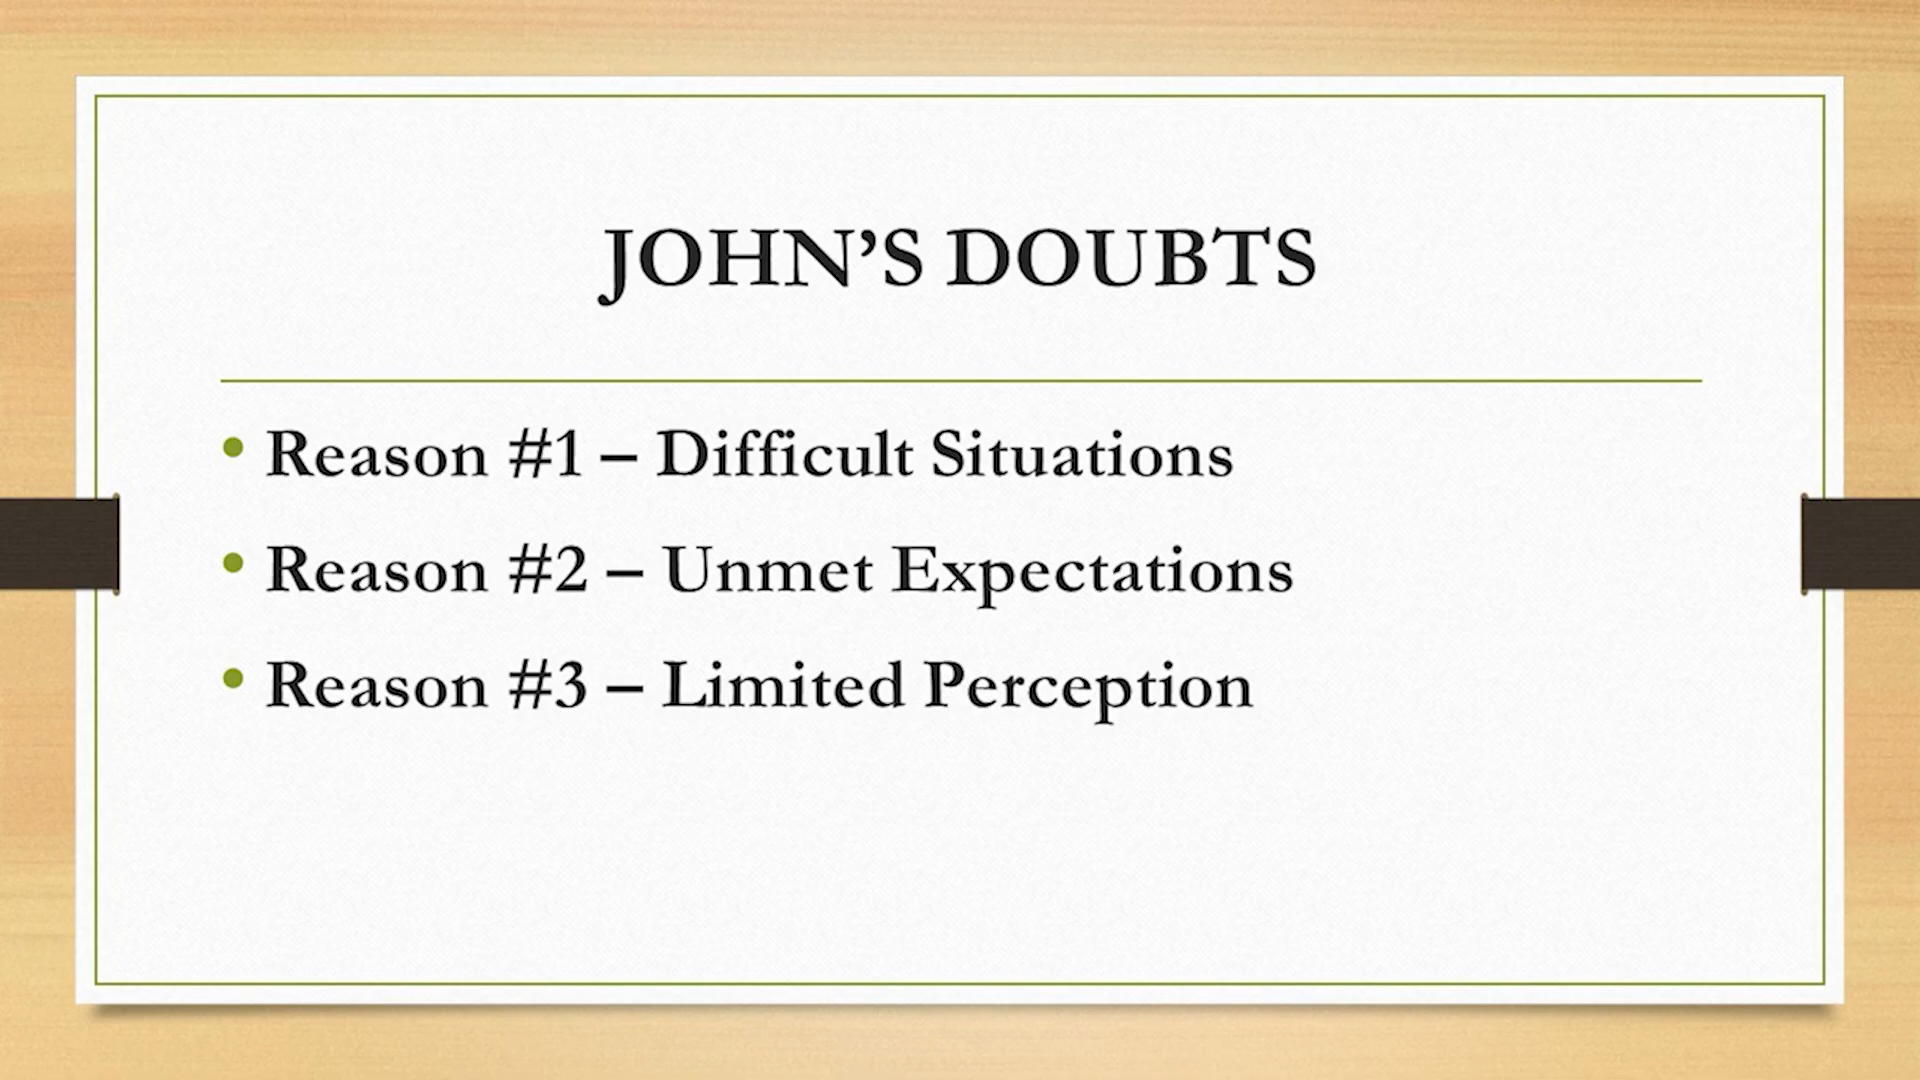 JOHN’S DOUBTS
• Reason #1 – Difficult Situations
• Reason #2 – Unmet Expectations
• Reason #3 – Limited Perception